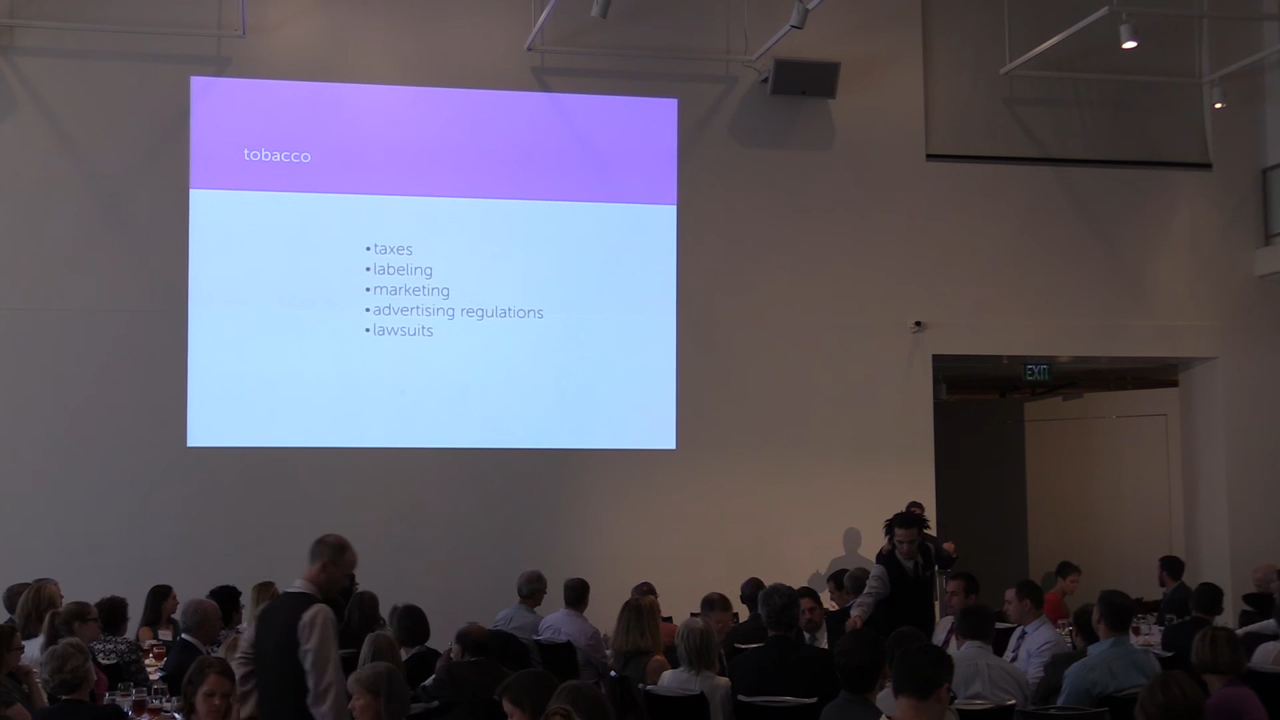 tobacco
•taxes
•labeling
•marketing
•advertising regulations
•lawsuits
EXIT